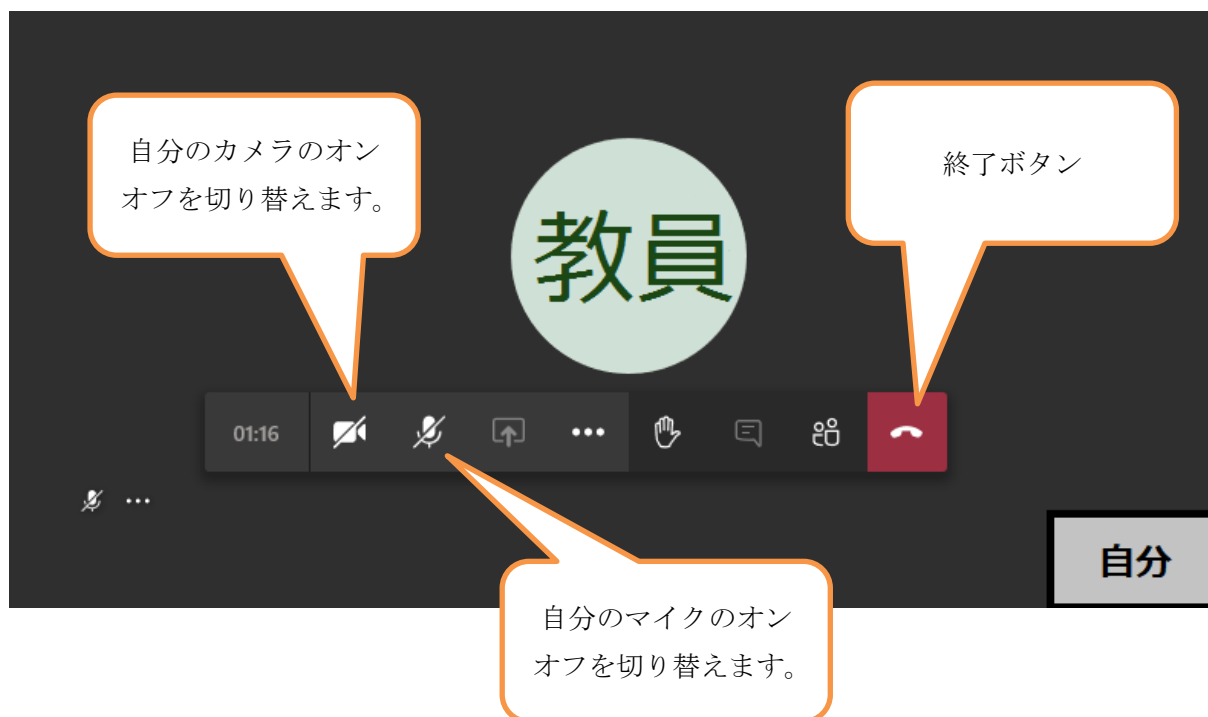 自分のカメラのオン
オフを切り替えます。
終了ボタン
教員
01:16
自分
自分のマイクのオン
オフを切り替えます。